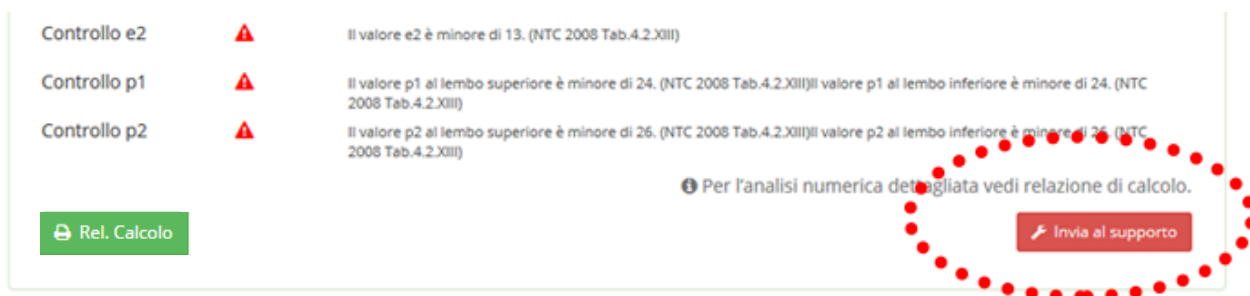 Controllo e2 Il valore e2 è minore di 13. (NTC 2008 Tab.4.2.XIII)
Controllo p1 Il valore p1 al lembo superiore è minore di 24. (NTC 2008 Tab.4.2.XIII)Il valore p1 al lembo inferiore è minore di 24. (NTC
2008 Tab.4.2.XIII)
Controllo p2 Il valore p2 al lembo superiore è minore di 26. (NTC 2008 Tab.4.2.XIII)Il valore p2 al lembo inferiore è minore di 26. (NTC
2008 Tab.4.2.XIII)
Per l'analisi numerica dettagliata vedi relazione di calcolo.
Rel. Calcolo Invia al supporto